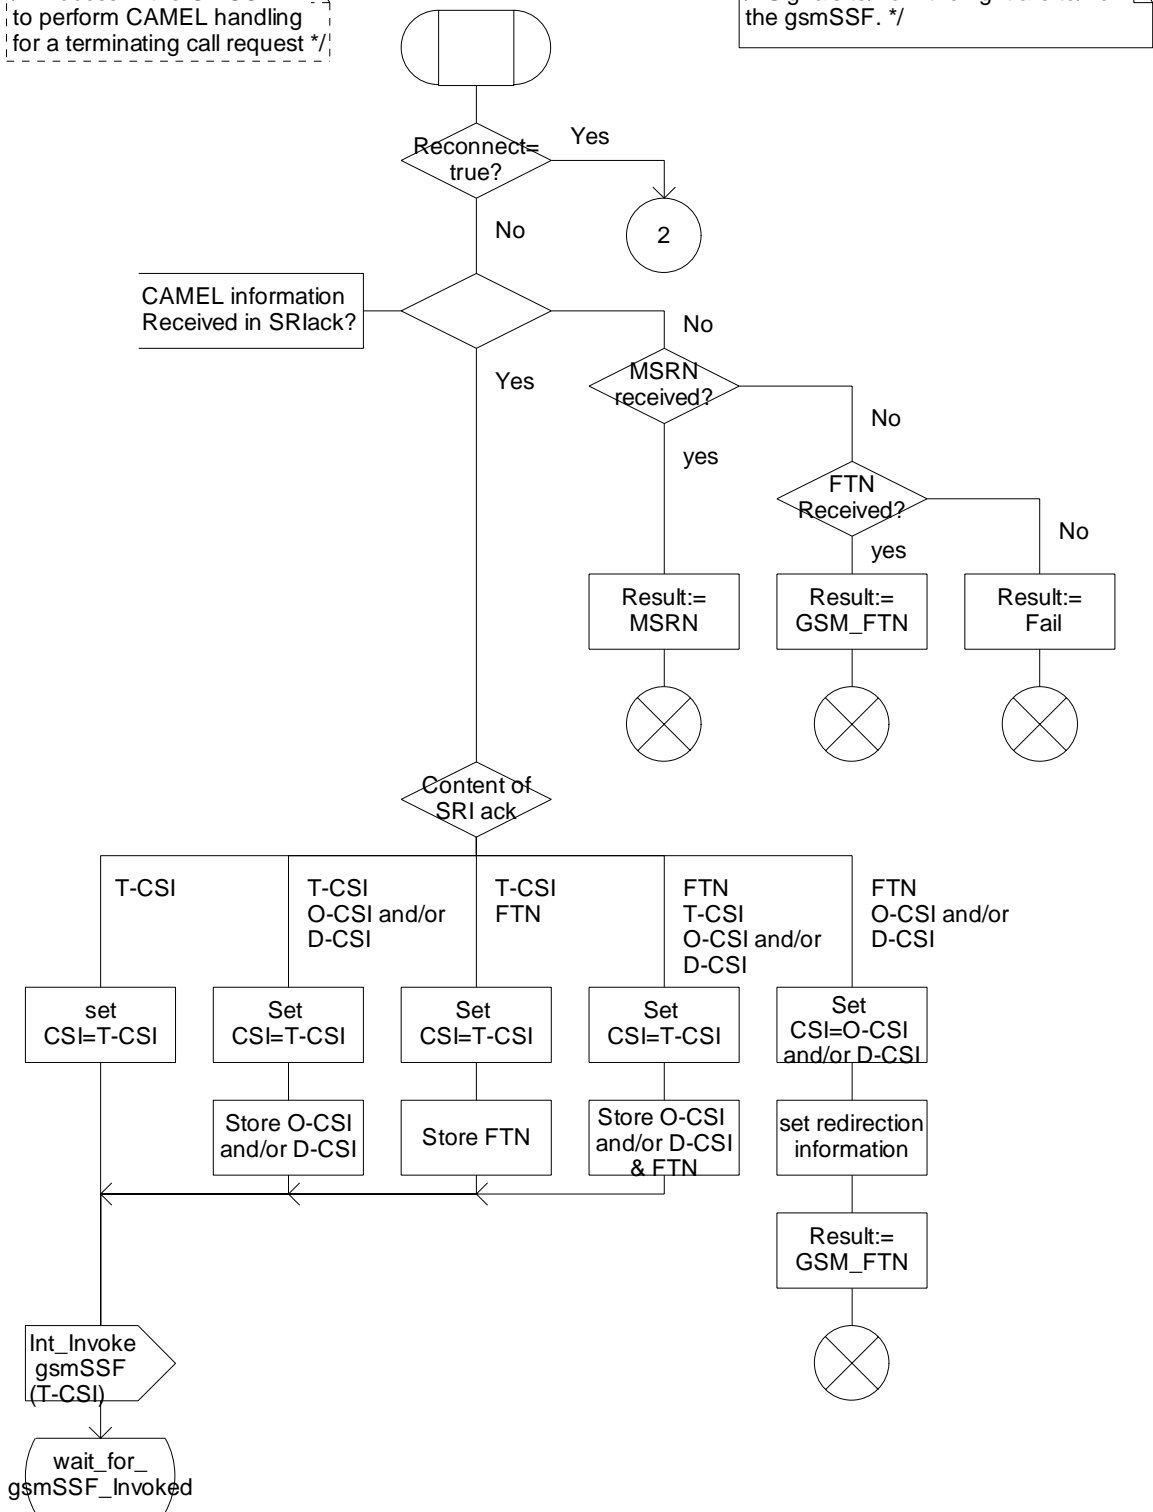 to perform CAMEL handling
for a terminating call request */
the gsmSSF. */
Reconnect=
true?
Yes
No
2
CAMEL information
Received in SRIack?
No
Yes
MSRN
received?
No
yes
FTN
Received?
No
yes
Result:=
MSRN
Result:=
GSM_FTN
Result:=
Fail
Content of
SRI ack
T-CSI
T-CSI
O-CSI and/or
D-CSI
T-CSI
FTN
FTN
T-CSI
O-CSI and/or
D-CSI
FTN
O-CSI and/or
D-CSI
set
CSI=T-CSI
Set
CSI=T-CSI
Set
CSI=T-CSI
Set
CSI=T-CSI
Set
CSI=O-CSI
and/or D-CSI
Store O-CSI
and/or D-CSI
Store FTN
Store O-CSI
and/or D-CSI
& FTN
set redirection
information
Result:=
GSM_FTN
Int_Invoke
gsmSSF
(T-CSI)
wait_for_
gsmSSF_Invoked